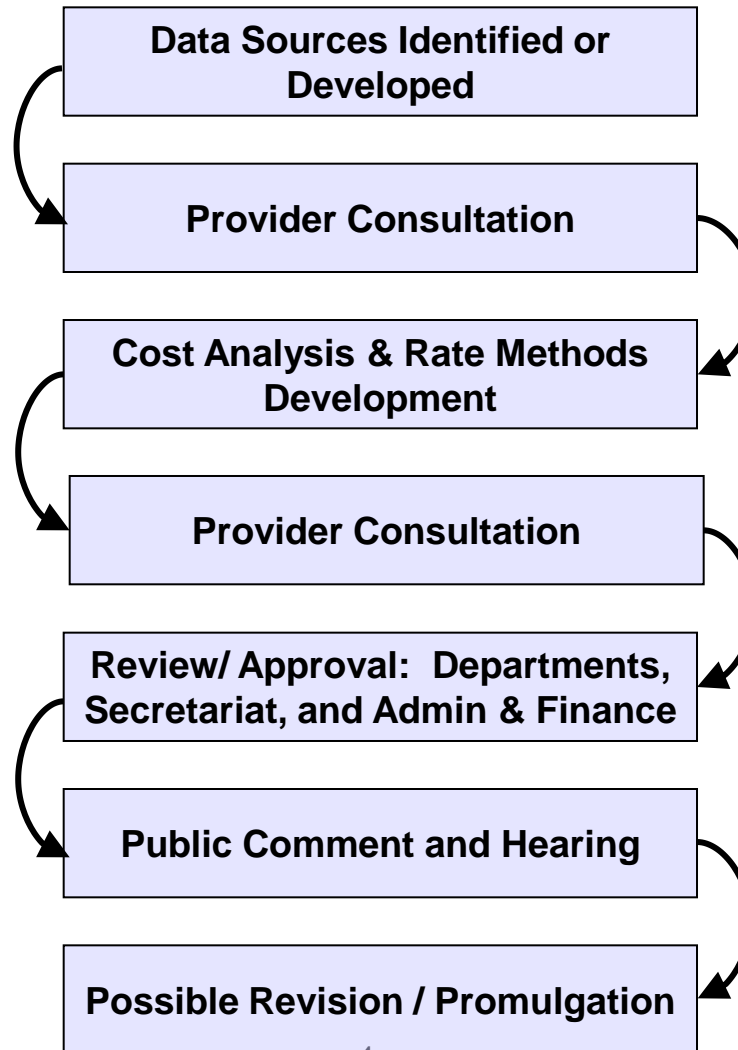 Data Sources Identified or
Developed
Provider Consultation
Cost Analysis & Rate Methods
Development
Provider Consultation
Review/ Approval:  Departments,
Secretariat, and Admin & Finance
Public Comment and Hearing
Possible Revision / Promulgation